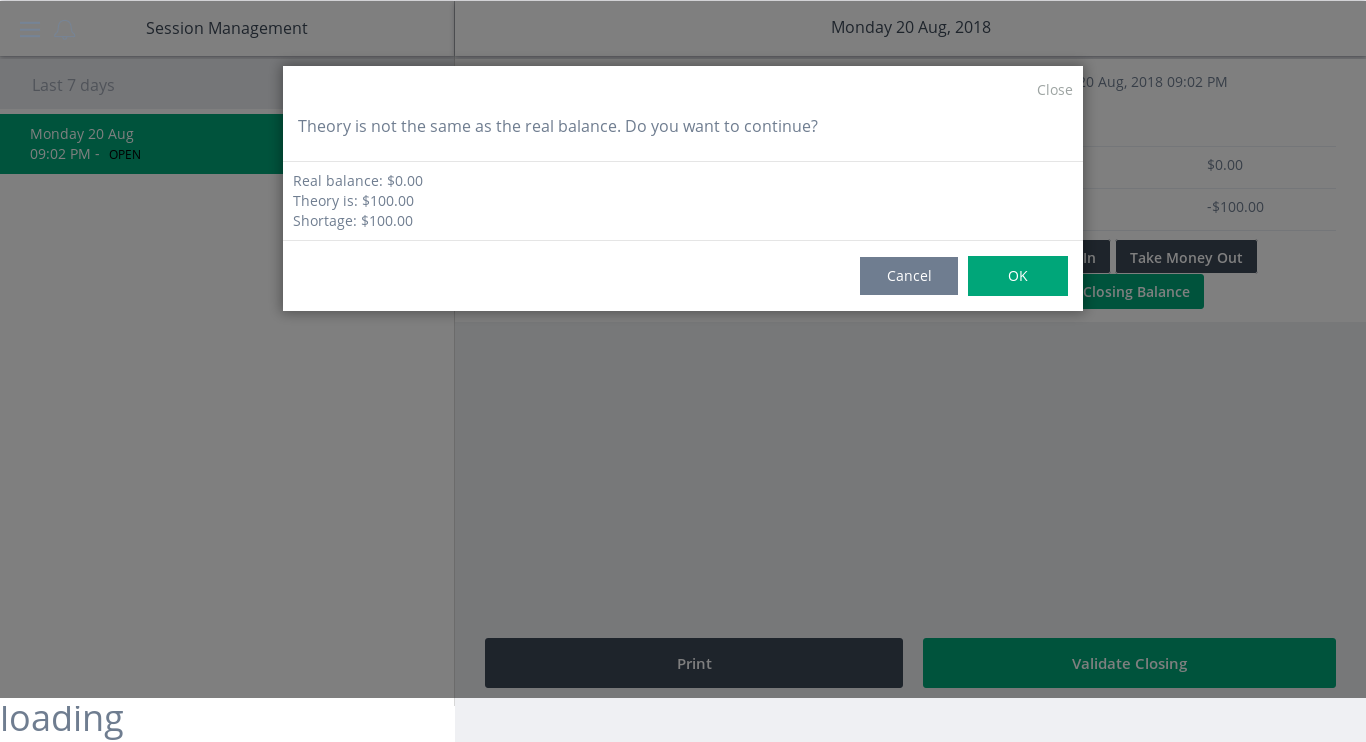 Session Management
Monday 20 Aug, 2018
Last 7 days
20 Aug, 2018 09:02 PM
Close
Theory is not the same as the real balance. Do you want to continue?
Monday 20 Aug
09:02 PM - OPEN
Real balance: $0.00
Theory is: $100.00
Shortage: $100.00
$0.00
-$100.00
In
Take Money Out
Cancel
OK
Closing Balance
Print
Validate Closing
loading